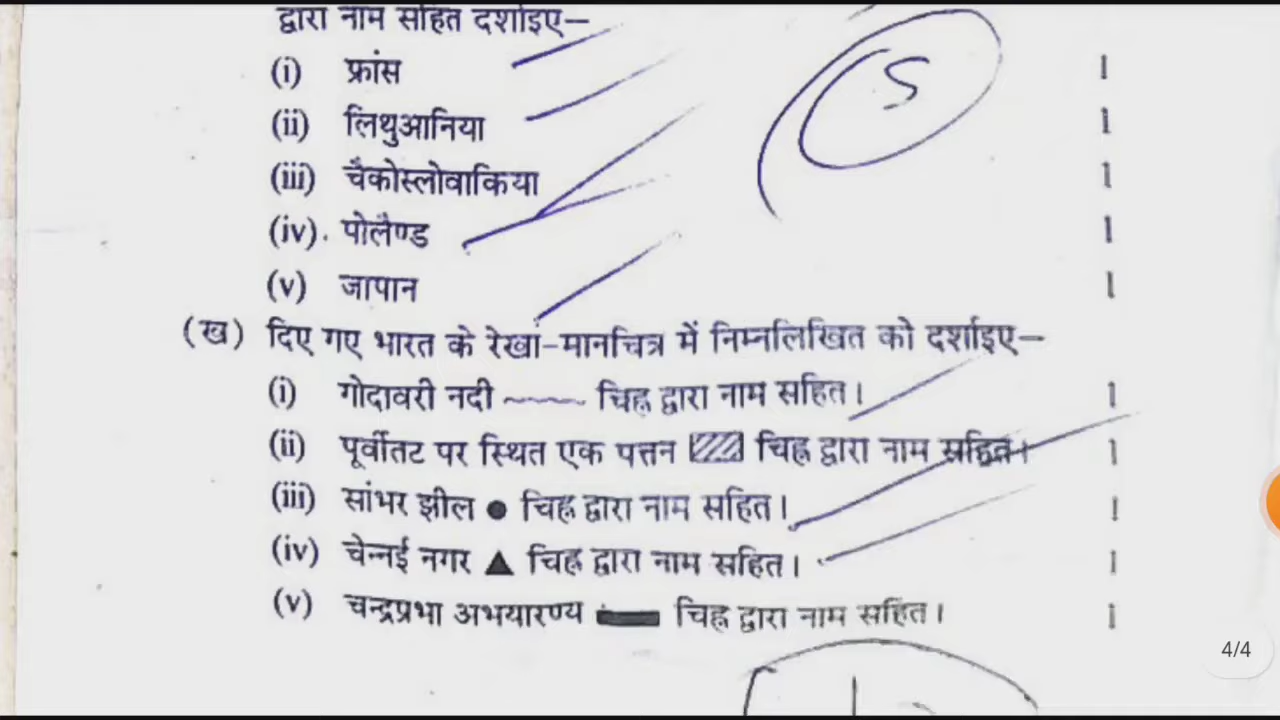 द्वारा नाम सहित दर्शाइए–
(i) फ्रांस 1
(ii) लिथुआनिया 1
(iii) चैकोस्लोवाकिया 1
(iv). पोलैण्ड 1
(v) जापान 1
(ख) दिए गए भारत के रेखा-मानचित्र में निम्नलिखित को दर्शाइए–
(i) गोदावरी नदी चिह्न द्वारा नाम सहित। 1
(ii) पूर्वीतट पर स्थित एक पत्तन चिह्न द्वारा नाम सहित। 1
(iii) सांभर झील ● चिह्न द्वारा नाम सहित। 1
(iv) चेन्नई नगर ▲ चिह्न द्वारा नाम सहित। 1
(v) चन्द्रप्रभा अभयारण्य चिह्न द्वारा नाम सहित। 1
5
4/4